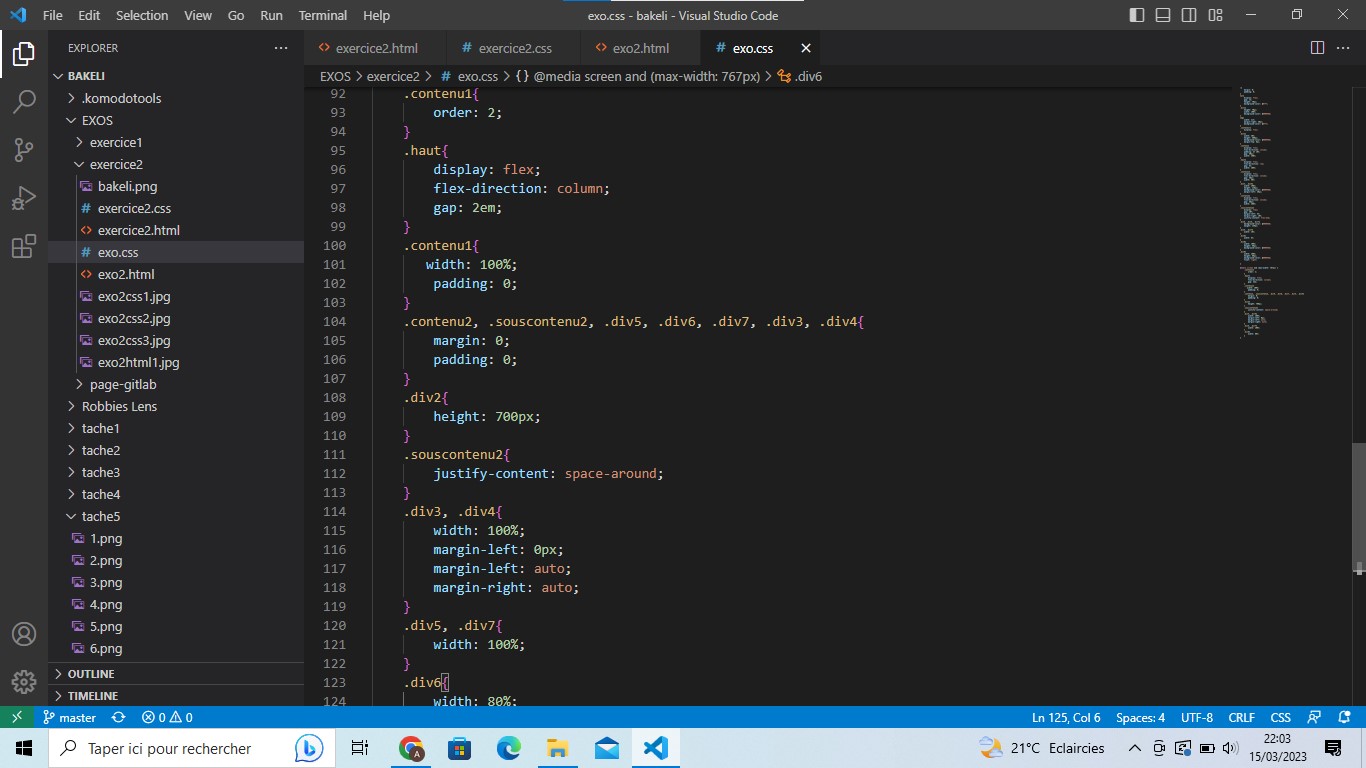 File Edit Selection View Go Run Terminal Help exo.css - bakeli - Visual Studio Code
EXPLORER
exercice2.html # exercice2.css exo2.html # exo.css
EXOS > exercice2 > # exo.css > {} @media screen and (max-width: 767px) > .div6
BAKELI
.komodotools
EXOS
exercice1
exercice2
bakeli.png
# exercice2.css
<> exercice2.html
# exo.css
<> exo2.html
exo2css1.jpg
exo2css2.jpg
exo2css3.jpg
exo2html1.jpg
page-gitlab
Robbies Lens
tache1
tache2
tache3
tache4
tache5
1.png
2.png
3.png
4.png
5.png
6.png
OUTLINE
TIMELINE
92 .contenu1{
93 order: 2;
94 }
95 .haut{
96 display: flex;
97 flex-direction: column;
98 gap: 2em;
99 }
100 .contenu1{
101 width: 100%;
102 padding: 0;
103 }
104 .contenu2, .souscontenu2, .div5, .div6, .div7, .div3, .div4{
105 margin: 0;
106 padding: 0;
107 }
108 .div2{
109 height: 700px;
110 }
111 .souscontenu2{
112 justify-content: space-around;
113 }
114 .div3, .div4{
115 width: 100%;
116 margin-left: 0px;
117 margin-left: auto;
118 margin-right: auto;
119 }
120 .div5, .div7{
121 width: 100%;
122 }
123 .div6{
124 width: 80%;
master 0 0 Ln 125, Col 6 Spaces: 4 UTF-8 CRLF CSS
Taper ici pour rechercher 21°C Eclaircies 22:03
15/03/2023